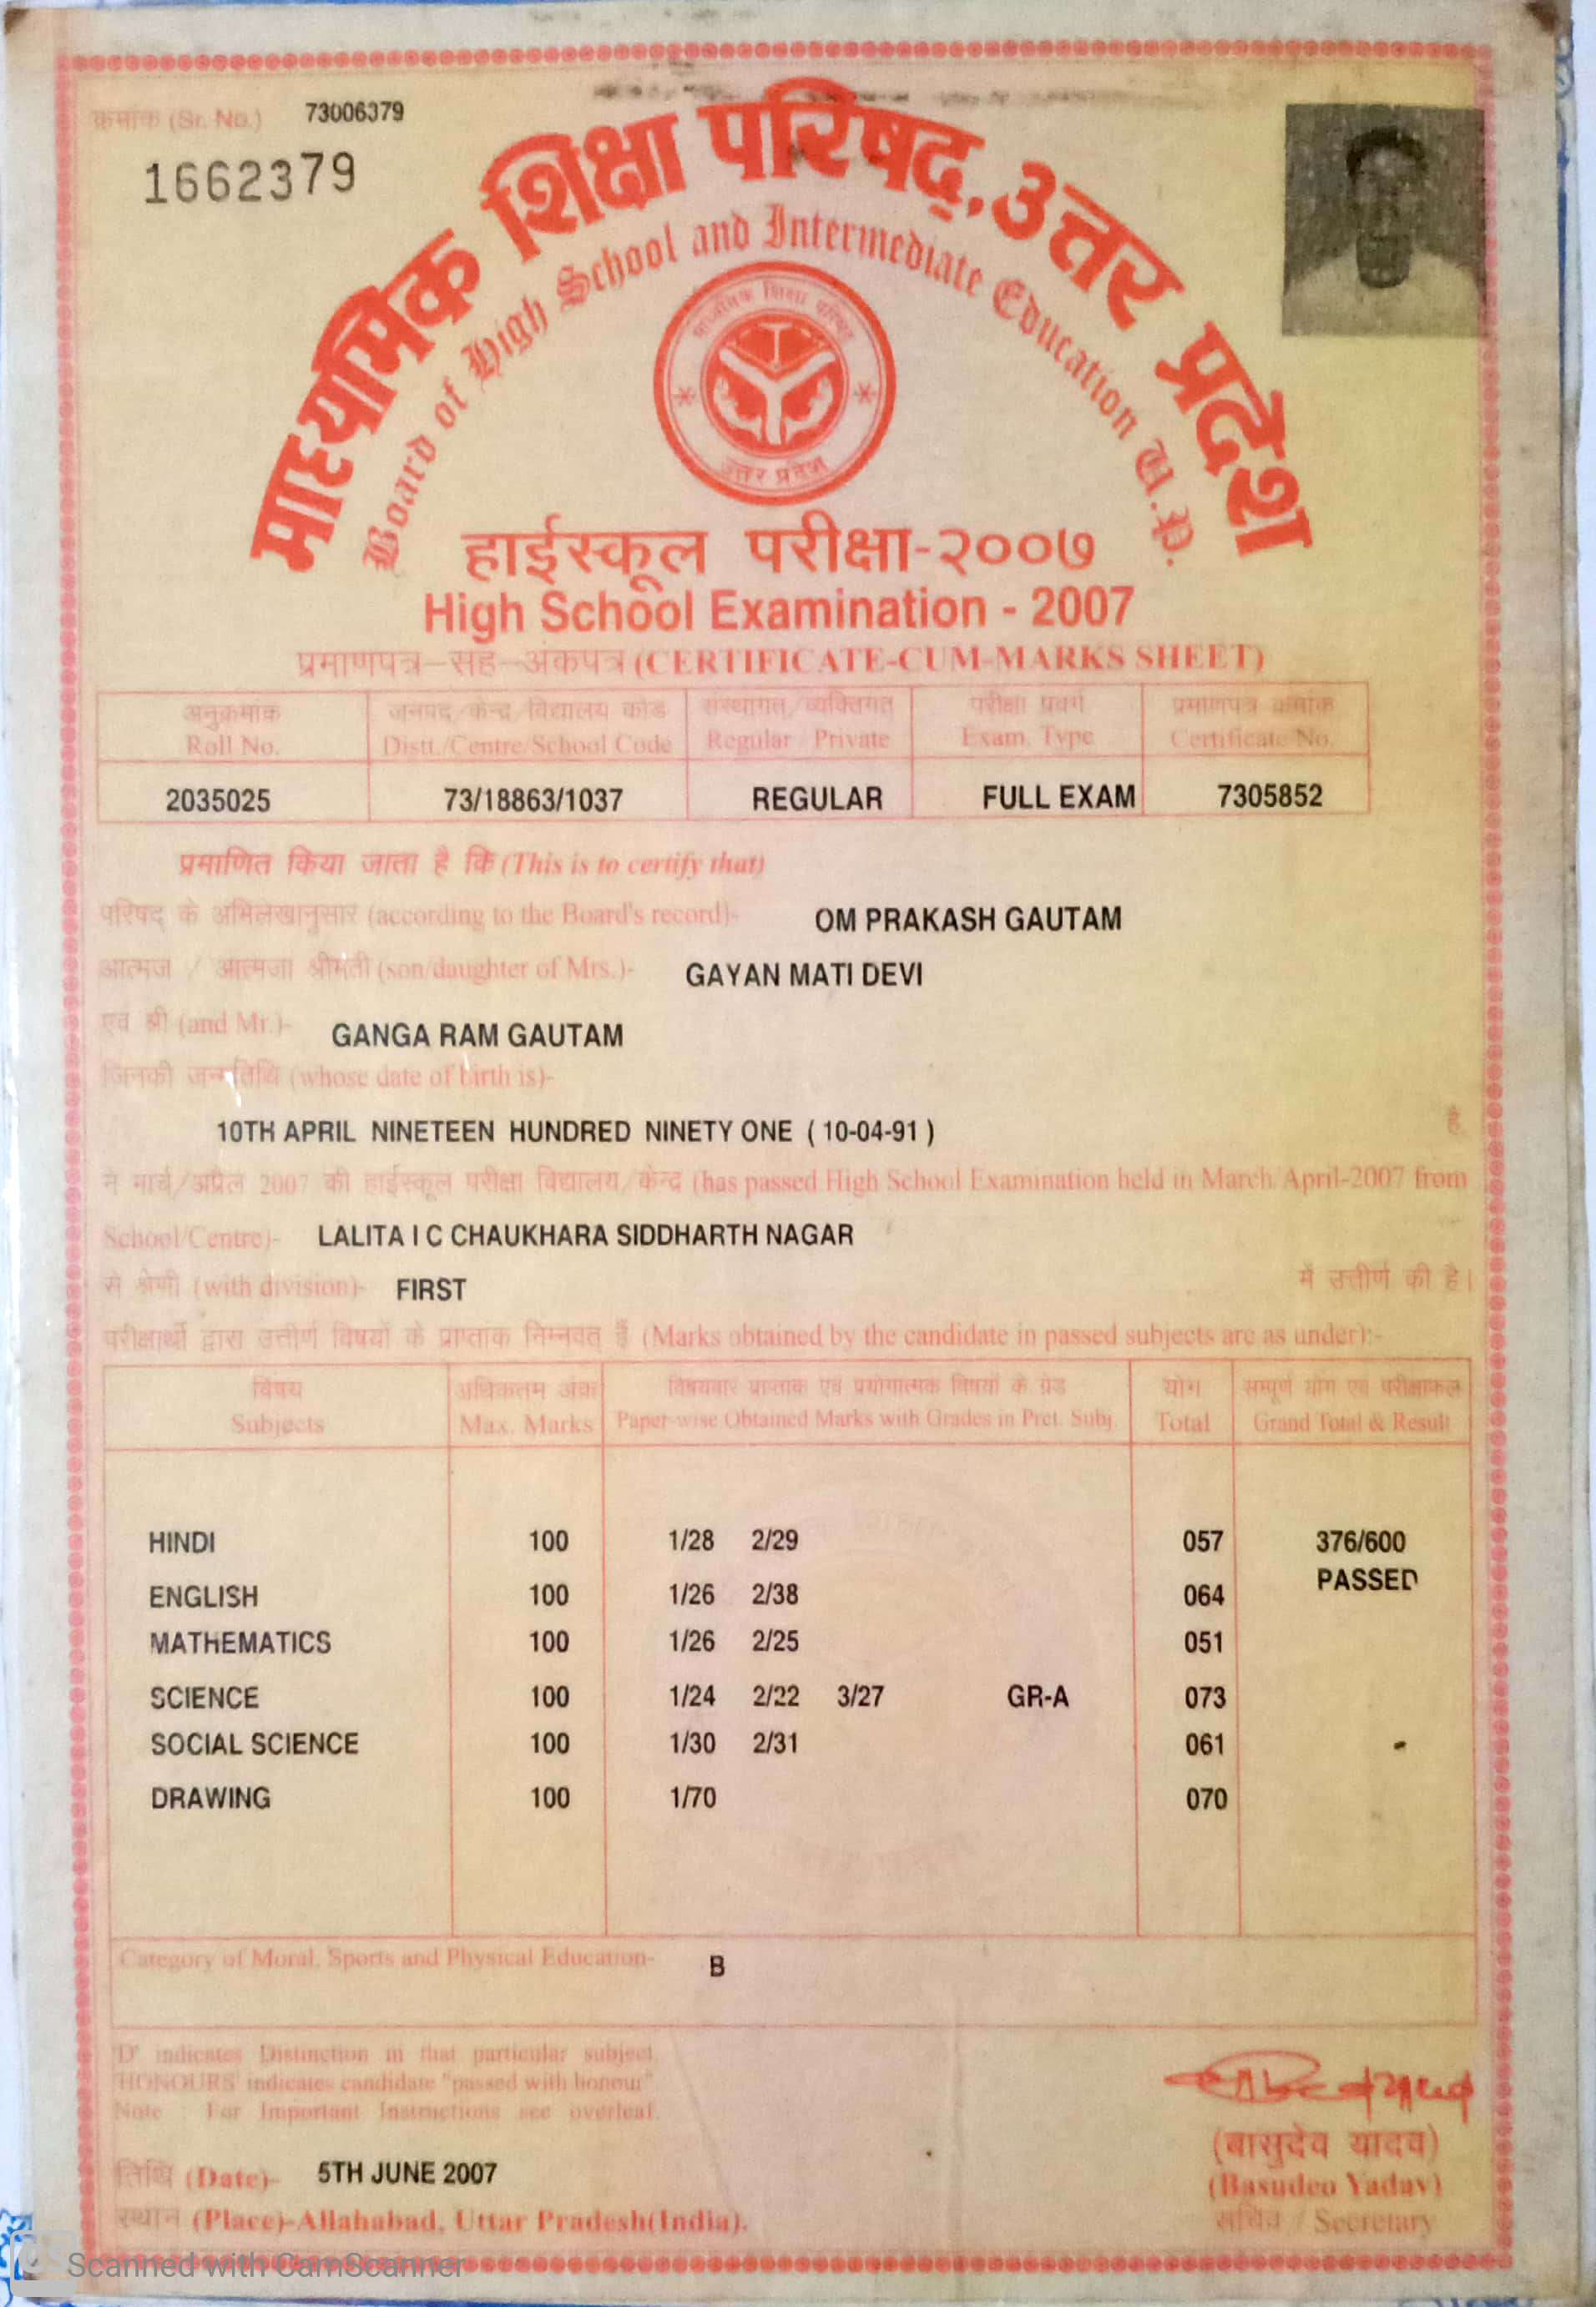 क्रमांक (Sr. No.) 73006379
1662379
माध्यमिक शिक्षा परिषद्, उत्तर प्रदेश
Board of High School and Intermediate Education U.P.
माध्यमिक शिक्षा परिषद
उत्तर प्रदेश
हाईस्कूल परीक्षा-२००७
High School Examination - 2007
प्रमाणपत्र–सह–अंकपत्र (CERTIFICATE-CUM-MARKS SHEET)
अनुक्रमांक जनपद/केन्द्र/विद्यालय कोड संस्थागत/व्यक्तिगत परीक्षा प्रवर्ग प्रमाणपत्र क्रमांक
Roll No. Distt./Centre/School Code Regular / Private Exam. Type Certificate No.
2035025 73/18863/1037 REGULAR FULL EXAM 7305852
प्रमाणित किया जाता है कि (This is to certify that)
परिषद के अभिलेखानुसार (according to the Board's record)- OM PRAKASH GAUTAM
आत्मज / आत्मजा श्रीमती (son/daughter of Mrs.)- GAYAN MATI DEVI
एवं श्री (and Mr.)- GANGA RAM GAUTAM
जिनकी जन्मतिथि (whose date of birth is)-
10TH APRIL NINETEEN HUNDRED NINETY ONE ( 10-04-91 ) है,
ने मार्च/अप्रैल 2007 की हाईस्कूल परीक्षा विद्यालय/केन्द्र (has passed High School Examination held in March/April-2007 from
School/Centre)- LALITA I C CHAUKHARA SIDDHARTH NAGAR
से श्रेणी (with division)- FIRST में उत्तीर्ण की है।
परीक्षार्थी द्वारा उत्तीर्ण विषयों के प्राप्तांक निम्नवत् हैं (Marks obtained by the candidate in passed subjects are as under):-
विषय अधिकतम अंक विषयवार प्राप्तांक एवं प्रयोगात्मक विषयों के ग्रेड योग सम्पूर्ण योग एवं परीक्षाफल
Subjects Max. Marks Paper-wise Obtained Marks with Grades in Prct. Subj. Total Grand Total & Result
HINDI 100 1/28 2/29 057 376/600
PASSED
ENGLISH 100 1/26 2/38 064
MATHEMATICS 100 1/26 2/25 051
SCIENCE 100 1/24 2/22 3/27 GR-A 073
SOCIAL SCIENCE 100 1/30 2/31 061
DRAWING 100 1/70 070
Category of Moral, Sports and Physical Education- B
'D' indicates Distinction in that particular subject.
'HONOURS' indicates candidate "passed with honour"
Note : For Important Instructions see overleaf.
(बासुदेव यादव)
(Basudeo Yadav)
सचिव / Secretary
तिथि (Date)- 5TH JUNE 2007
स्थान (Place)-Allahabad, Uttar Pradesh(India).
CS Scanned with CamScanner